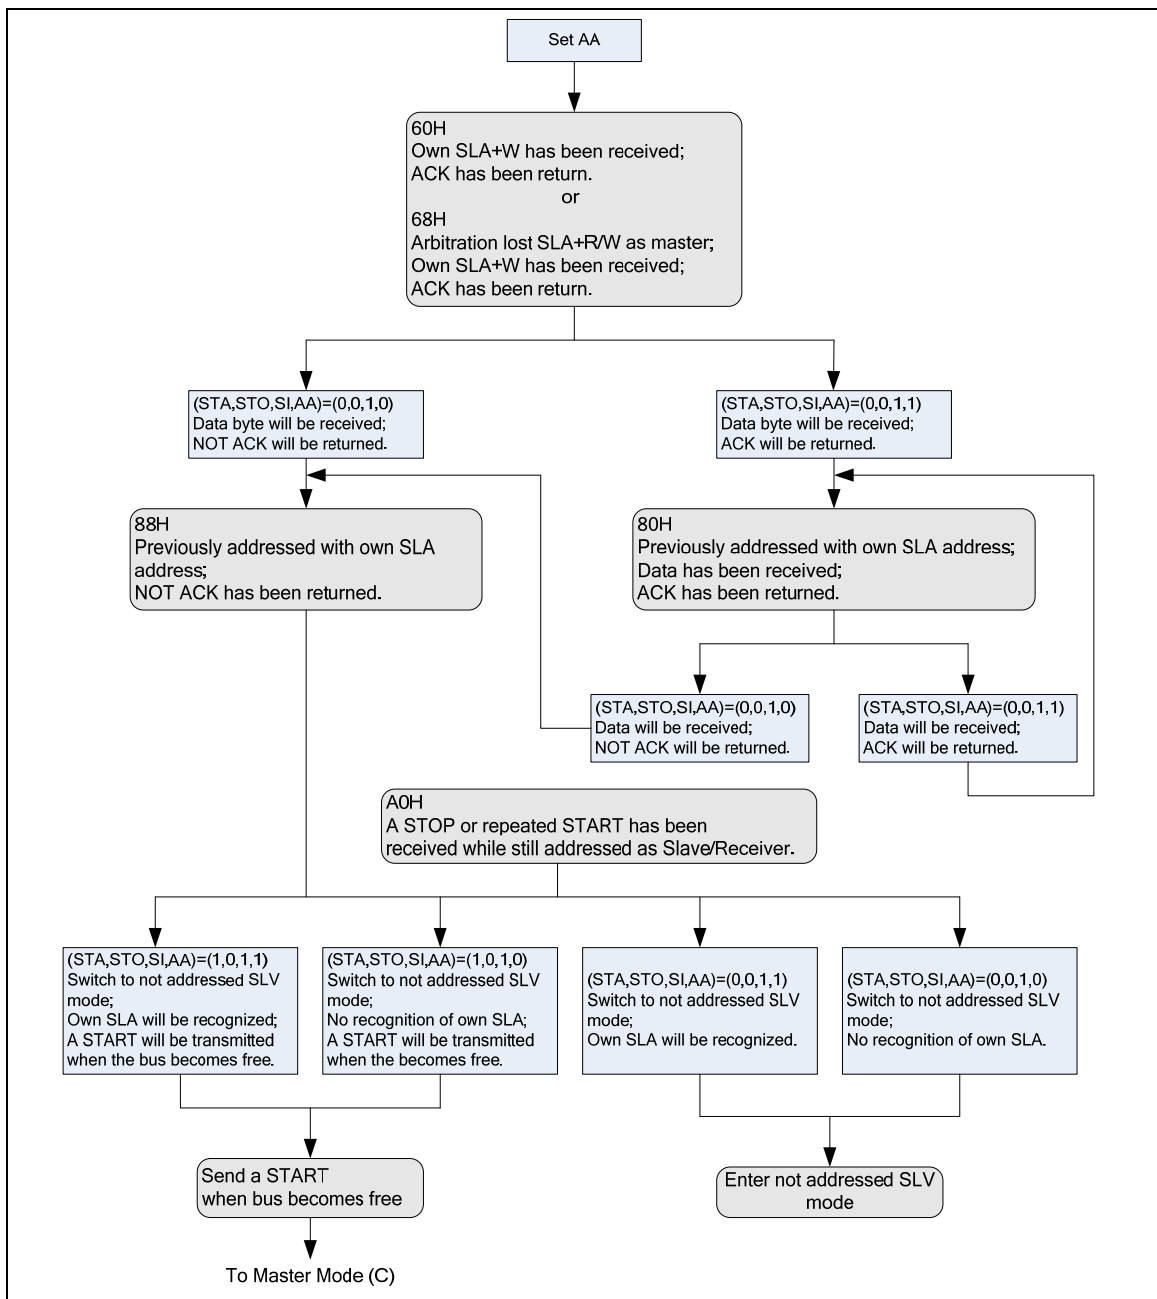 Set AA
60H
Own SLA+W has been received;
ACK has been return.
or
68H
Arbitration lost SLA+R/W as master;
Own SLA+W has been received;
ACK has been return.
(STA,STO,SI,AA)=(0,0,1,0)
Data byte will be received;
NOT ACK will be returned.
(STA,STO,SI,AA)=(0,0,1,1)
Data byte will be received;
ACK will be returned.
88H
Previously addressed with own SLA
address;
NOT ACK has been returned.
80H
Previously addressed with own SLA address;
Data has been received;
ACK has been returned.
(STA,STO,SI,AA)=(0,0,1,0)
Data will be received;
NOT ACK will be returned.
(STA,STO,SI,AA)=(0,0,1,1)
Data will be received;
ACK will be returned.
A0H
A STOP or repeated START has been
received while still addressed as Slave/Receiver.
(STA,STO,SI,AA)=(1,0,1,1)
Switch to not addressed SLV
mode;
Own SLA will be recognized;
A START will be transmitted
when the bus becomes free.
(STA,STO,SI,AA)=(1,0,1,0)
Switch to not addressed SLV
mode;
No recognition of own SLA;
A START will be transmitted
when the becomes free.
(STA,STO,SI,AA)=(0,0,1,1)
Switch to not addressed SLV
mode;
Own SLA will be recognized.
(STA,STO,SI,AA)=(0,0,1,0)
Switch to not addressed SLV
mode;
No recognition of own SLA.
Send a START
when bus becomes free
Enter not addressed SLV
mode
To Master Mode (C)